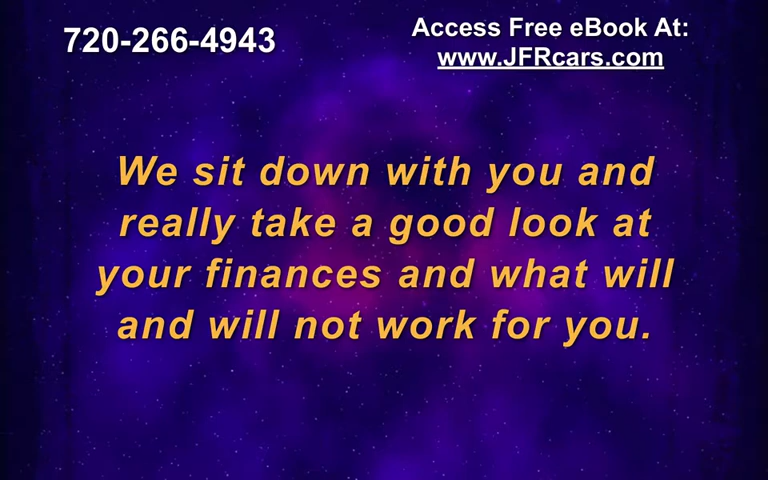 720-266-4943
Access Free eBook At:
www.JFRcars.com
We sit down with you and
really take a good look at
your finances and what will
and will not work for you.